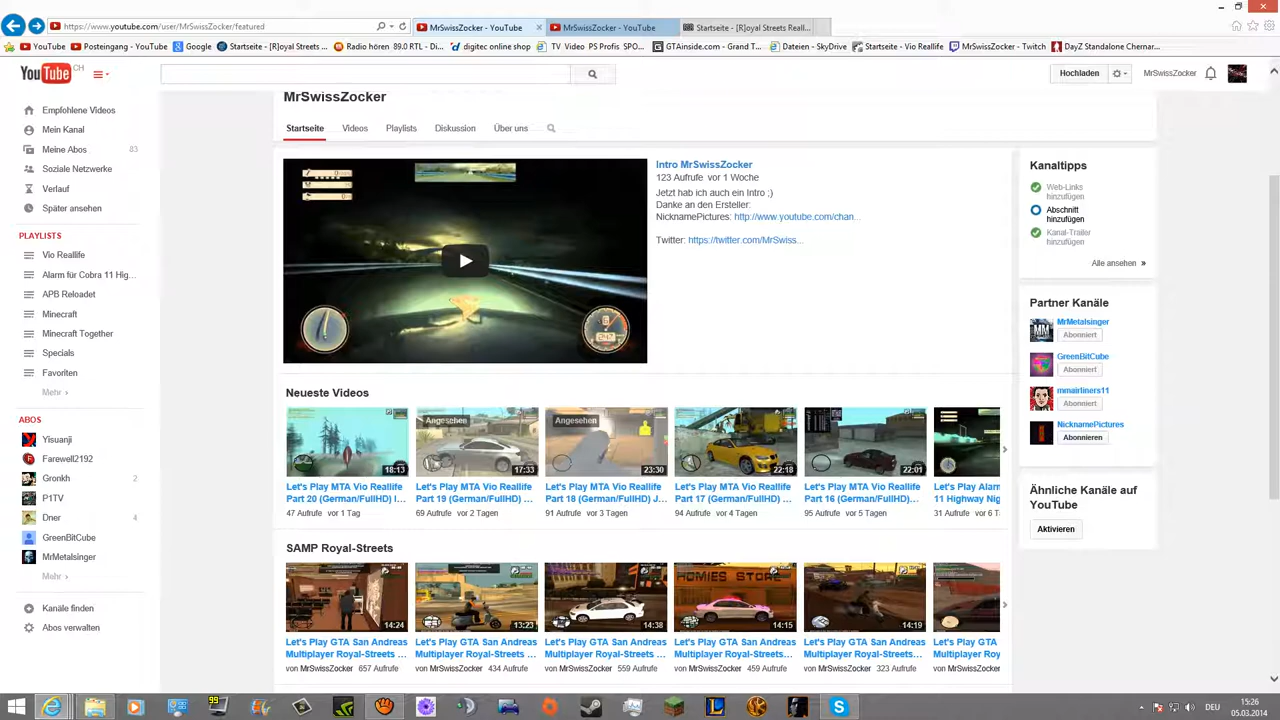 https://www.youtube.com/user/MrSwissZocker/featured
MrSwissZocker - YouTube
MrSwissZocker - YouTube
Startseite - [R]oyal Streets Reall...
YouTube
Posteingang - YouTube
Google
Startseite - [R]oyal Streets ...
Radio hören 89.0 RTL - Di...
digitec online shop
TV Video PS Profis SPO...
GTAinside.com - Grand T...
Dateien - SkyDrive
Startseite - Vio Reallife
MrSwissZocker - Twitch
DayZ Standalone Chernar...
YouTube CH
Hochladen
MrSwissZocker
Empfohlene Videos
Mein Kanal
Meine Abos 83
Soziale Netzwerke
Verlauf
Später ansehen
PLAYLISTS
Vio Reallife
Alarm für Cobra 11 Hig...
APB Reloadet
Minecraft
Minecraft Together
Specials
Favoriten
Mehr ›
ABOS
Yisuanji
Farewell2192
Gronkh 2
P1TV
Dner 4
GreenBitCube
MrMetalsinger
Mehr ›
Kanäle finden
Abos verwalten
MrSwissZocker
Startseite Videos Playlists Diskussion Über uns
Intro MrSwissZocker
123 Aufrufe vor 1 Woche
Jetzt hab ich auch ein Intro ;)
Danke an den Ersteller:
NicknamePictures: http://www.youtube.com/chan...
Twitter: https://twitter.com/MrSwiss...
Neueste Videos
Angesehen
Angesehen
18:13
17:33
23:30
22:18
22:01
Let's Play MTA Vio Reallife
Part 20 (German/FullHD) I...
47 Aufrufe vor 1 Tag
Let's Play MTA Vio Reallife
Part 19 (German/FullHD) ...
69 Aufrufe vor 2 Tagen
Let's Play MTA Vio Reallife
Part 18 (German/FullHD) J...
91 Aufrufe vor 3 Tagen
Let's Play MTA Vio Reallife
Part 17 (German/FullHD) ...
94 Aufrufe vor 4 Tagen
Let's Play MTA Vio Reallife
Part 16 (German/FullHD)...
95 Aufrufe vor 5 Tagen
Let's Play Alarm
11 Highway Nig
31 Aufrufe vor 6 T
SAMP Royal-Streets
HOMIES STORE
14:24
13:23
14:38
14:15
14:19
Let's Play GTA San Andreas
Multiplayer Royal-Streets ...
von MrSwissZocker 657 Aufrufe
Let's Play GTA San Andreas
Multiplayer Royal-Streets ...
von MrSwissZocker 434 Aufrufe
Let's Play GTA San Andreas
Multiplayer Royal-Streets ...
von MrSwissZocker 559 Aufrufe
Let's Play GTA San Andreas
Multiplayer Royal-Streets...
von MrSwissZocker 459 Aufrufe
Let's Play GTA San Andreas
Multiplayer Royal-Streets ...
von MrSwissZocker 323 Aufrufe
Let's Play GTA
Multiplayer Roy
von MrSwissZock
Kanaltipps
Web-Links
hinzufügen
Abschnitt
hinzufügen
Kanal-Trailer
hinzufügen
Alle ansehen »
Partner Kanäle
MrMetalsinger
Abonniert
GreenBitCube
Abonniert
mmairliners11
Abonniert
NicknamePictures
Abonnieren
Ähnliche Kanäle auf
YouTube
Aktivieren
99
DEU
15:26
05.03.2014